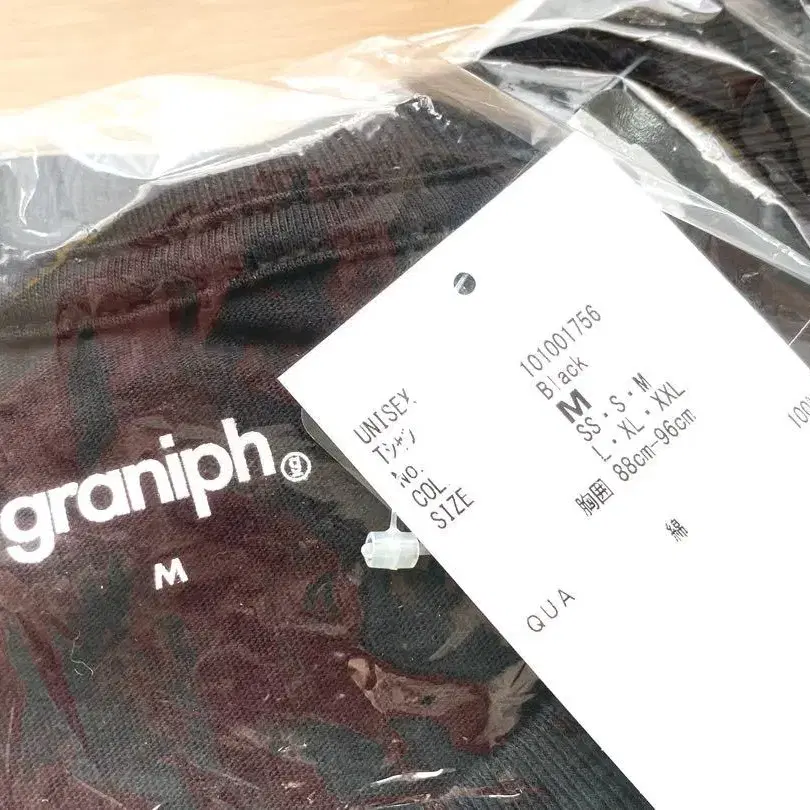 graniph
M
UNISEX
Tシャツ
No. 101001756
COL. Black
SIZE M
SS・S・M
L・XL・XXL
胸囲 88cm-96cm
QUA 綿 100%